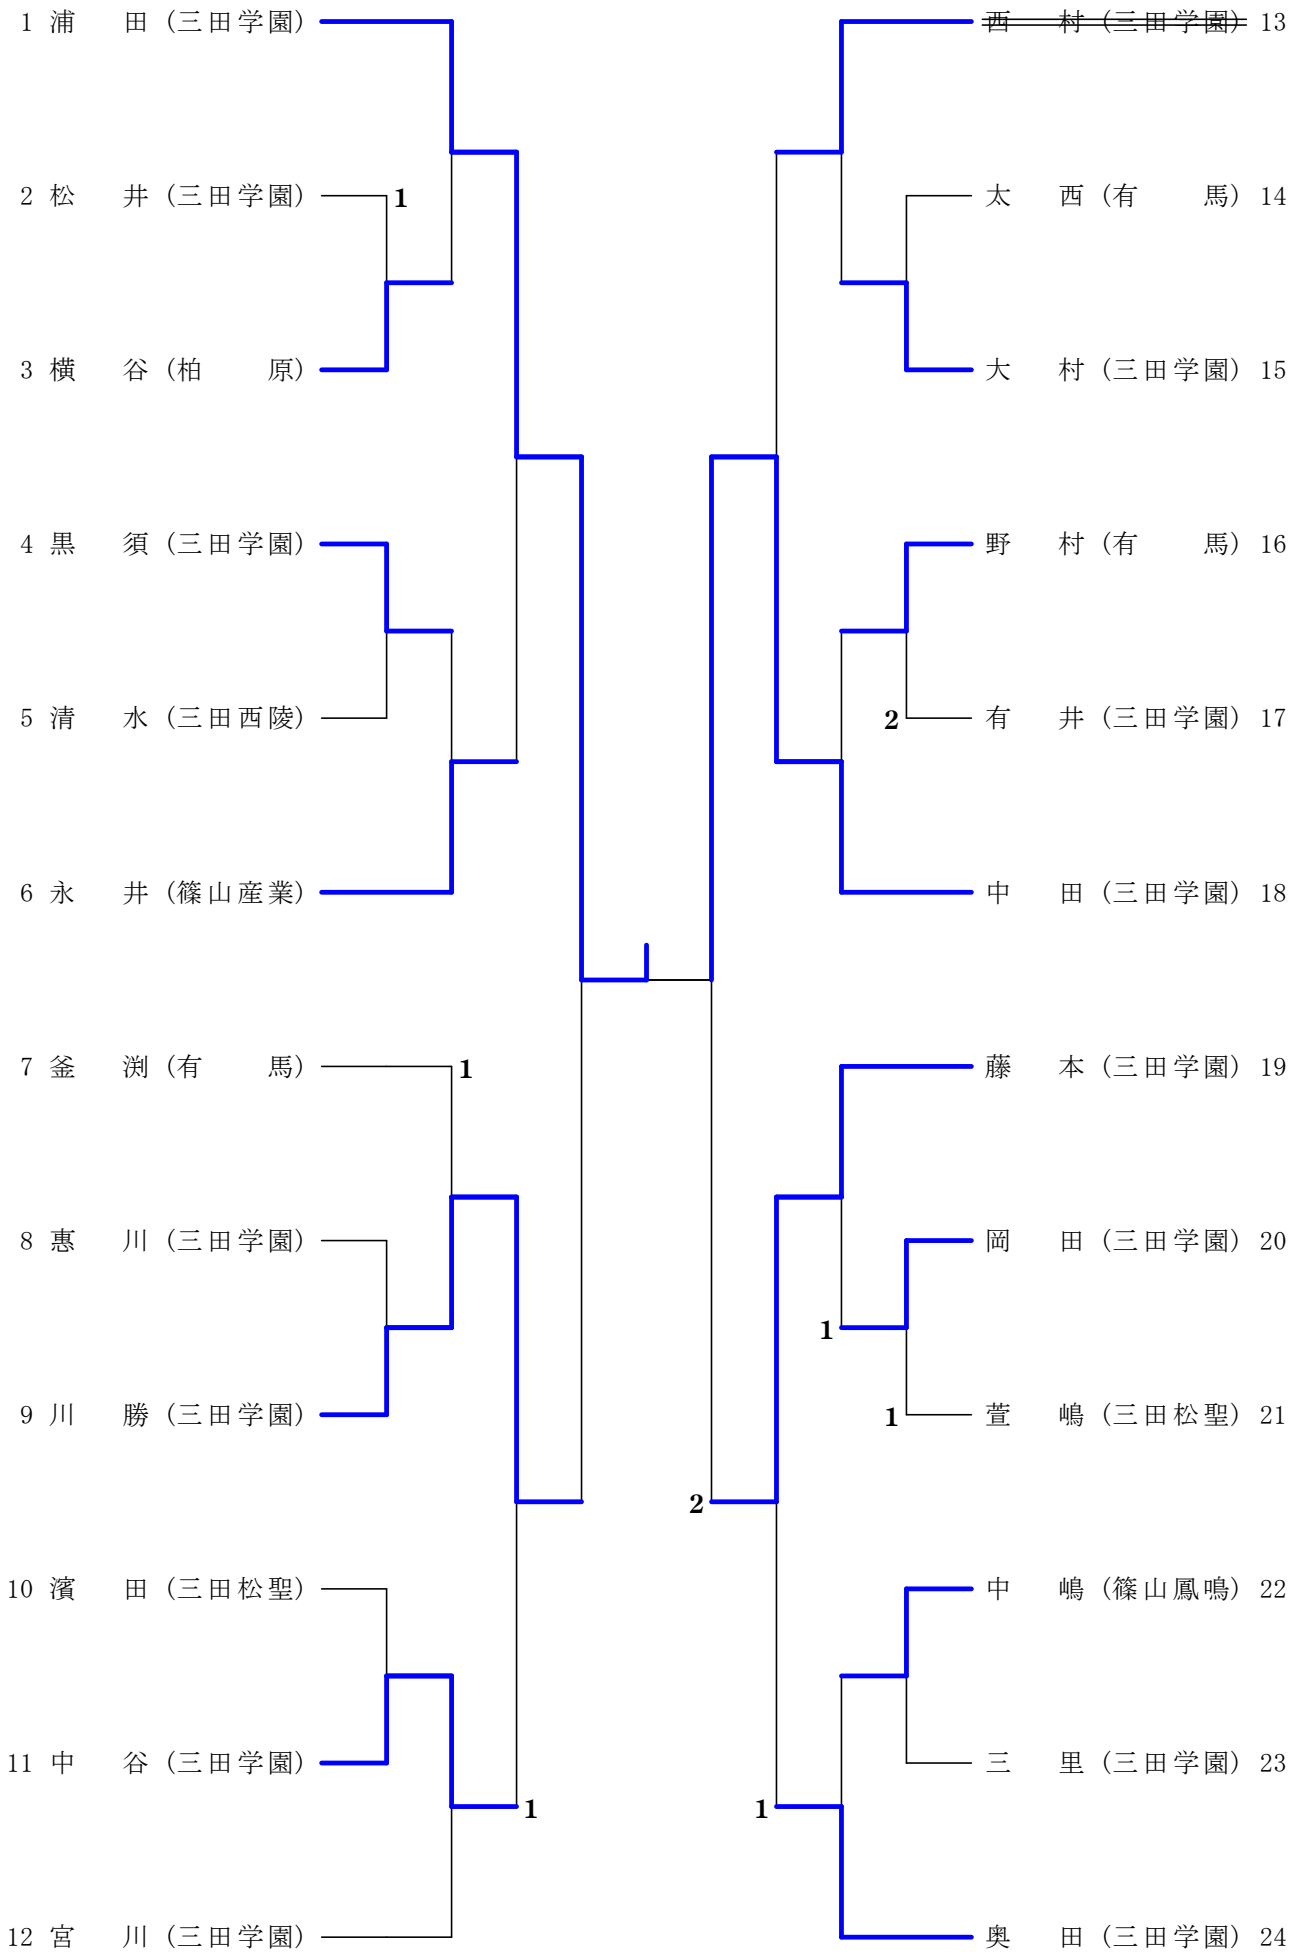 1 浦 田 (三田学園)
2 松 井 (三田学園) 1
3 横 谷 (柏 原)
4 黒 須 (三田学園)
5 清 水 (三田西陵)
6 永 井 (篠山産業)
7 釜 渕 (有 馬) 1
8 惠 川 (三田学園)
9 川 勝 (三田学園)
10 濱 田 (三田松聖)
11 中 谷 (三田学園)
1
12 宮 川 (三田学園)
西 村 (三田学園) 13
太 西 (有 馬) 14
大 村 (三田学園) 15
野 村 (有 馬) 16
2 有 井 (三田学園) 17
中 田 (三田学園) 18
藤 本 (三田学園) 19
岡 田 (三田学園) 20
1
1 萱 嶋 (三田松聖) 21
2
中 嶋 (篠山鳳鳴) 22
三 里 (三田学園) 23
1
奥 田 (三田学園) 24